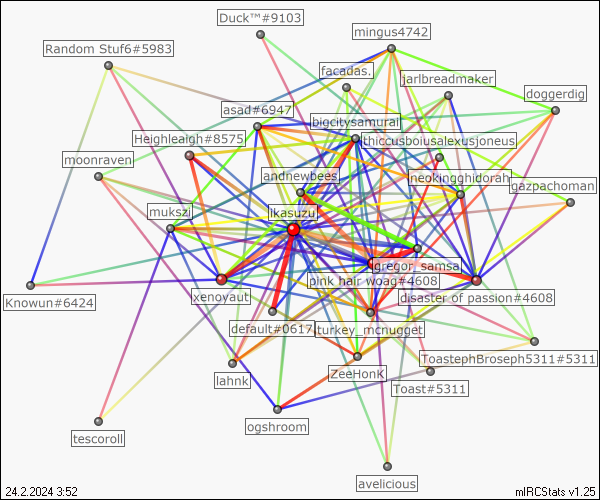 Duck™#9103
mingus4742
Random Stuf6#5983
facadas.
jarlbreadmaker
doggerdig
asad#6947
bigcitysamurai
Heighleaigh#8575
thiccusboiusalexusjoneus
moonraven
andnewbees
neokingghidorah
gazpachoman
mukszi
lkasuzu
gregor_samsa
pink hair woag#4608
xenoyaut
disaster of passion#4608
Knowun#6424
default#0617
turkey_mcnugget
ToastephBroseph5311#5311
lahnk
ZeeHonk
Toast#5311
ogshroom
tescoroll
avelicious
24.2.2024 3:52
mIRCStats v1.25